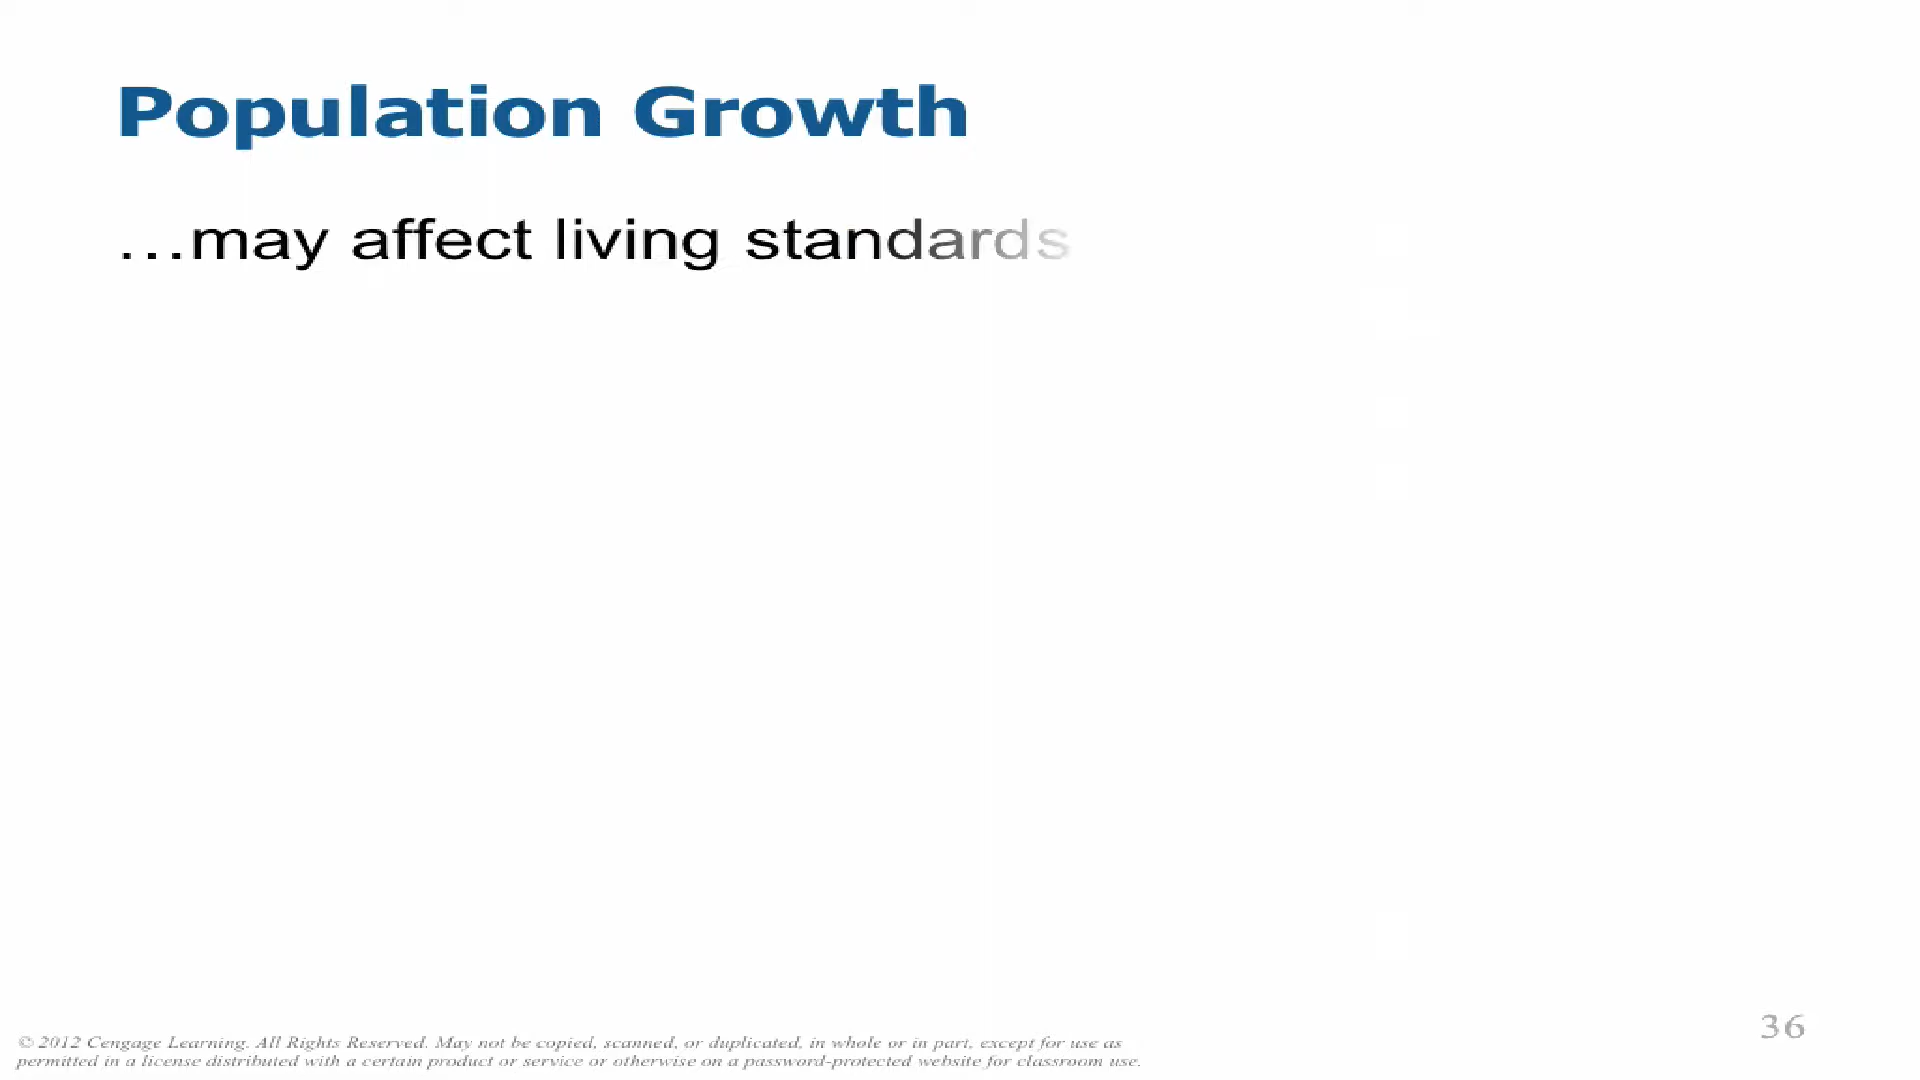 Population Growth
…may affect living standards
36
© 2012 Cengage Learning. All Rights Reserved. May not be copied, scanned, or duplicated, in whole or in part, except for use as
permitted in a license distributed with a certain product or service or otherwise on a password-protected website for classroom use.